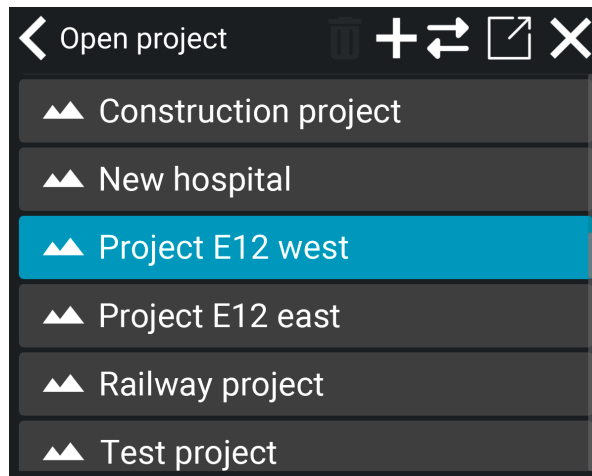 Open project
Construction project
New hospital
Project E12 west
Project E12 east
Railway project
Test project